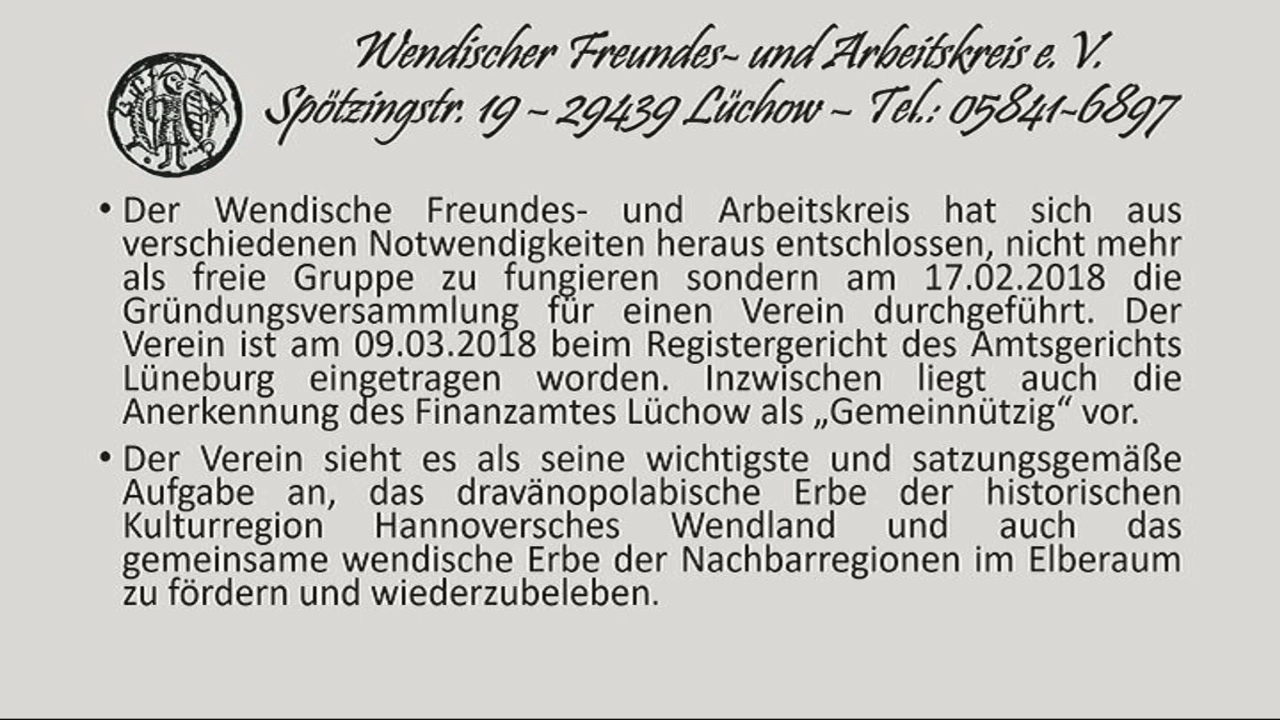 Wendischer Freundes- und Arbeitskreis e. V.
Spötzingstr. 19 – 29439 Lüchow – Tel.: 05841-6897
• Der Wendische Freundes- und Arbeitskreis hat sich aus
verschiedenen Notwendigkeiten heraus entschlossen, nicht mehr
als freie Gruppe zu fungieren sondern am 17.02.2018 die
Gründungsversammlung für einen Verein durchgeführt. Der
Verein ist am 09.03.2018 beim Registergericht des Amtsgerichts
Lüneburg eingetragen worden. Inzwischen liegt auch die
Anerkennung des Finanzamtes Lüchow als „Gemeinnützig“ vor.
• Der Verein sieht es als seine wichtigste und satzungsgemäße
Aufgabe an, das dravänopolabische Erbe der historischen
Kulturregion Hannoversches Wendland und auch das
gemeinsame wendische Erbe der Nachbarregionen im Elberaum
zu fördern und wiederzubeleben.